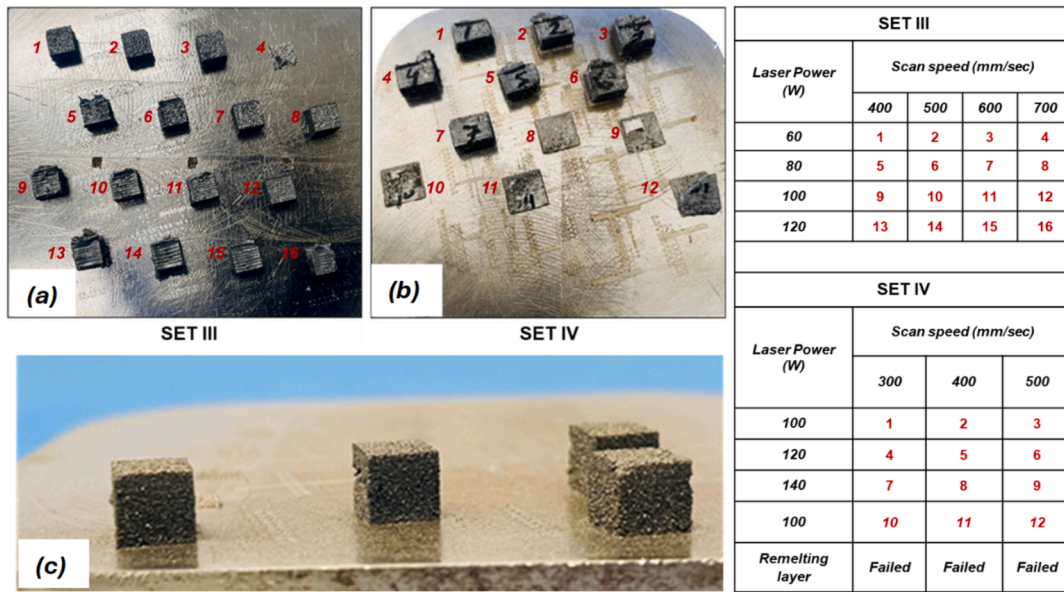 1
2
3
4
5
6
7
8
9
10
11
12
13
14
15
16
(a)
SET III
1
2
3
4
5
6
7
8
9
10
11
12
1
2
3
4
7
(b)
SET IV
(c)
SET III
Laser Power (W)
Scan speed (mm/sec)
400 500 600 700
60 1 2 3 4
80 5 6 7 8
100 9 10 11 12
120 13 14 15 16
SET IV
Laser Power (W)
Scan speed (mm/sec)
300 400 500
100 1 2 3
120 4 5 6
140 7 8 9
100 10 11 12
Remelting layer Failed Failed Failed